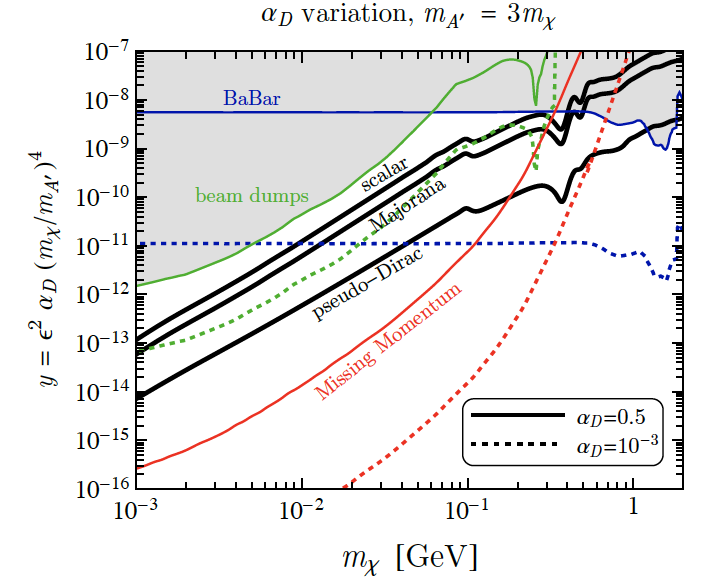 α_D variation, m_A′ = 3m_χ
y = ϵ² α_D (m_χ/m_A′)⁴
10⁻⁷
10⁻⁸
10⁻⁹
10⁻¹⁰
10⁻¹¹
10⁻¹²
10⁻¹³
10⁻¹⁴
10⁻¹⁵
10⁻¹⁶
BaBar
beam dumps
scalar
Majorana
pseudo–Dirac
Missing Momentum
α_D=0.5
α_D=10⁻³
10⁻³ 10⁻² 10⁻¹ 1
m_χ [GeV]